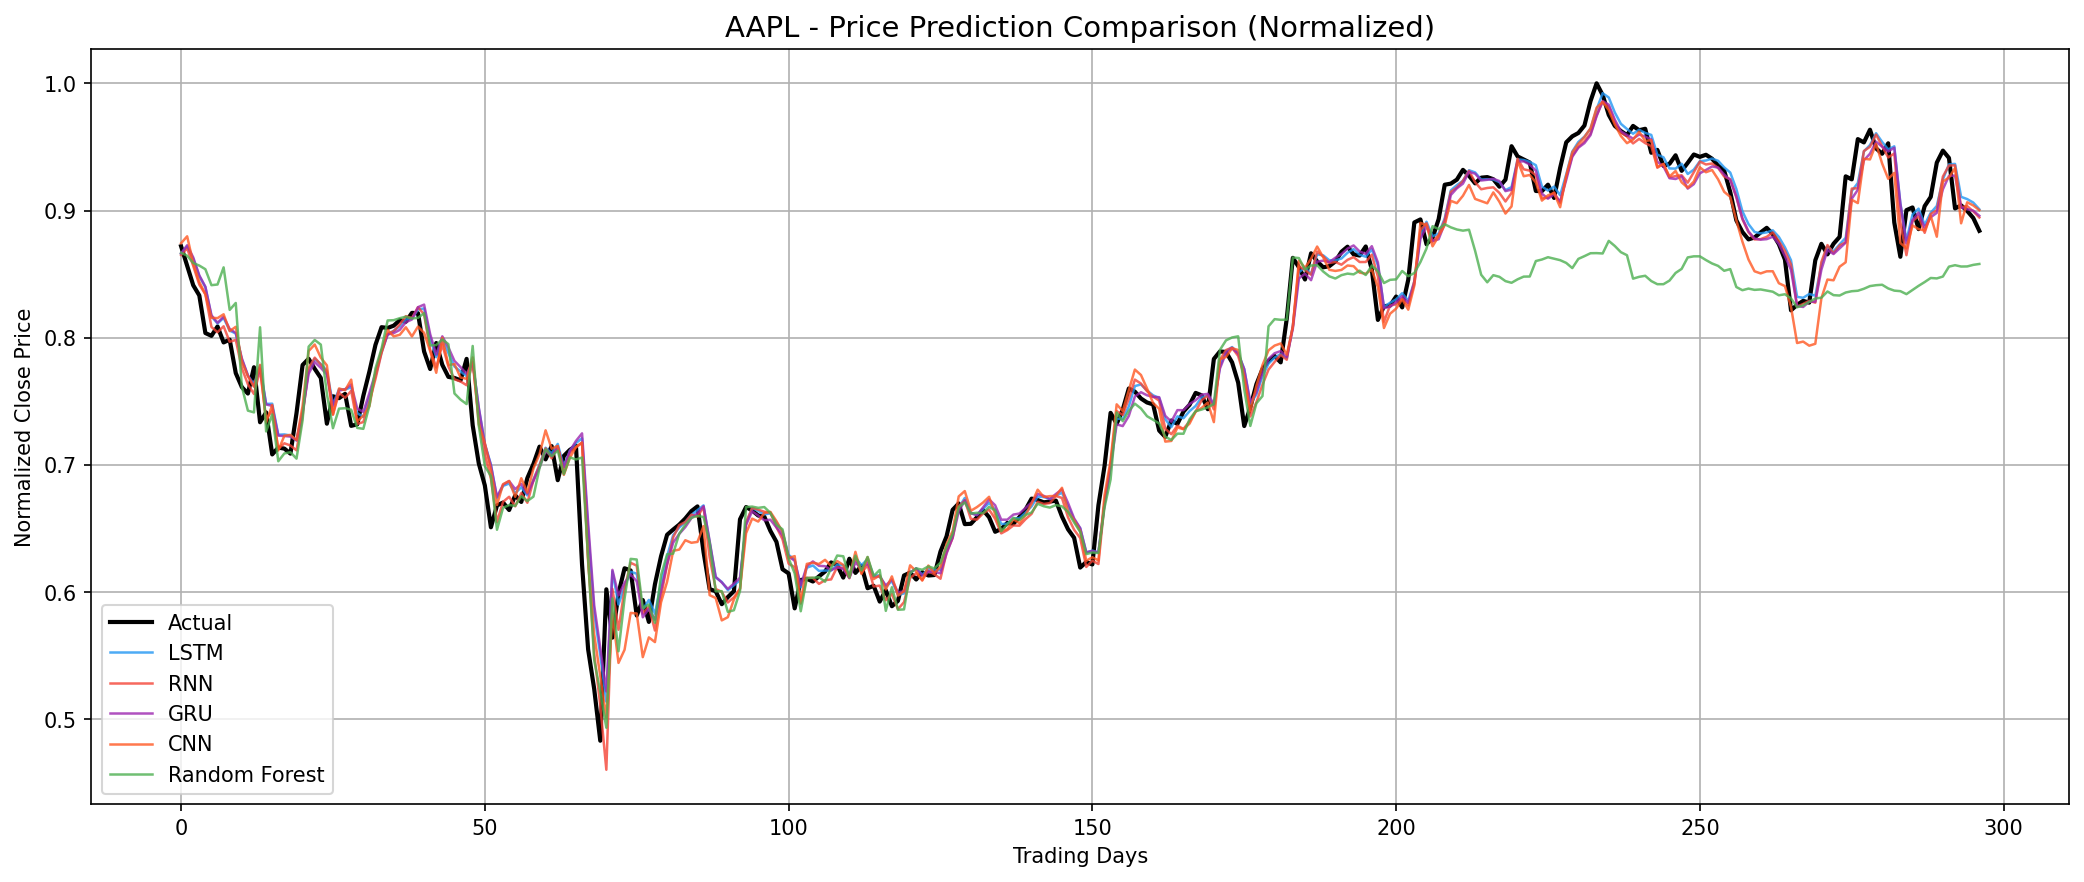 AAPL - Price Prediction Comparison (Normalized)
Normalized Close Price
1.0
0.9
0.8
0.7
0.6
0.5
Actual
LSTM
RNN
GRU
CNN
Random Forest
0 50 100 150 200 250 300
Trading Days